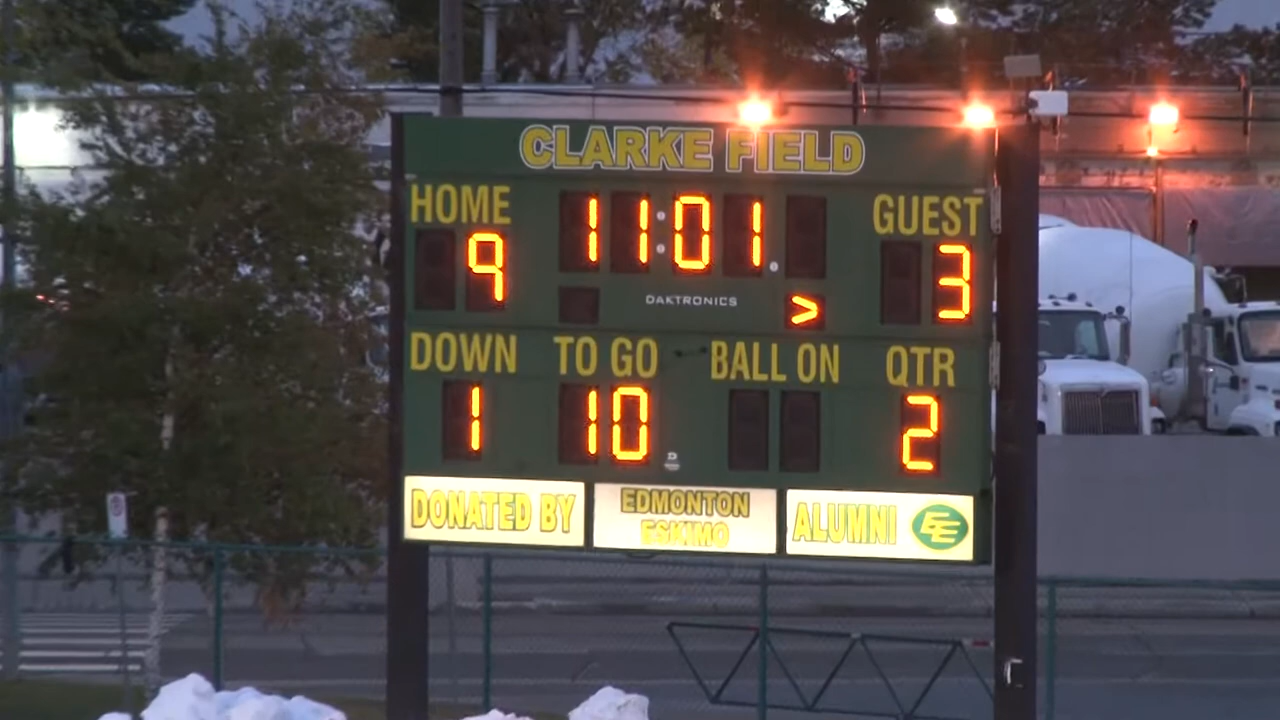 CLARKE FIELD
HOME 11:01 GUEST
9 DAKTRONICS > 3
DOWN TO GO BALL ON QTR
1 10 2
DONATED BY EDMONTON ESKIMO ALUMNI EE